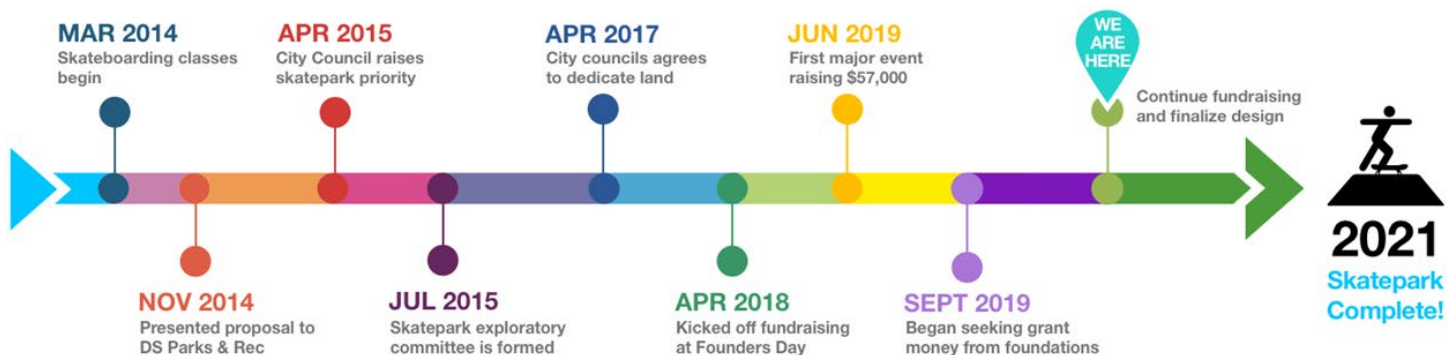 MAR 2014
Skateboarding classes
begin
APR 2015
City Council raises
skatepark priority
APR 2017
City councils agrees
to dedicate land
JUN 2019
First major event
raising $57,000
WE
ARE
HERE
Continue fundraising
and finalize design
NOV 2014
Presented proposal to
DS Parks & Rec
JUL 2015
Skatepark exploratory
committee is formed
APR 2018
Kicked off fundraising
at Founders Day
SEPT 2019
Began seeking grant
money from foundations
2021
Skatepark
Complete!